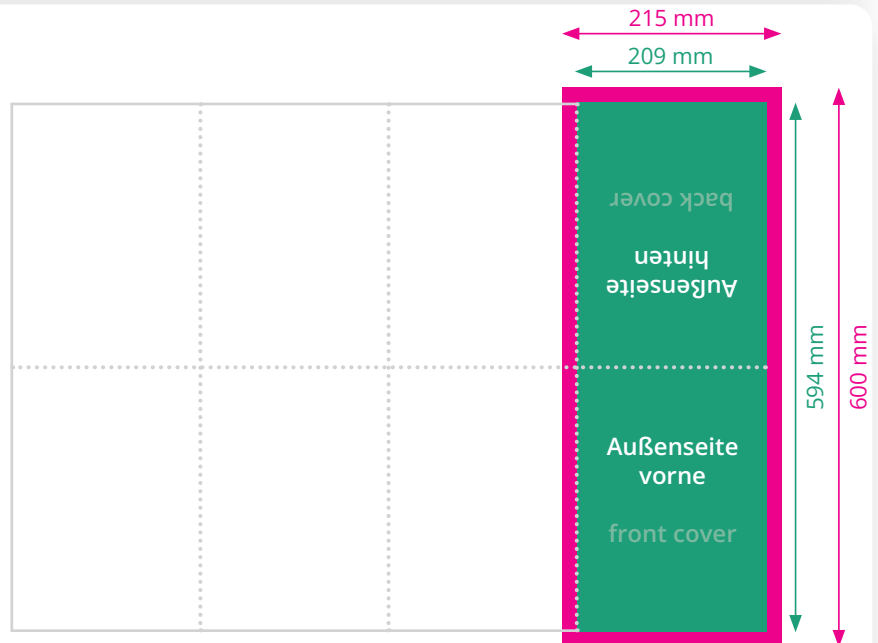 215 mm
209 mm
back cover
hinten
Außenseite
594 mm
600 mm
Außenseite
vorne
front cover